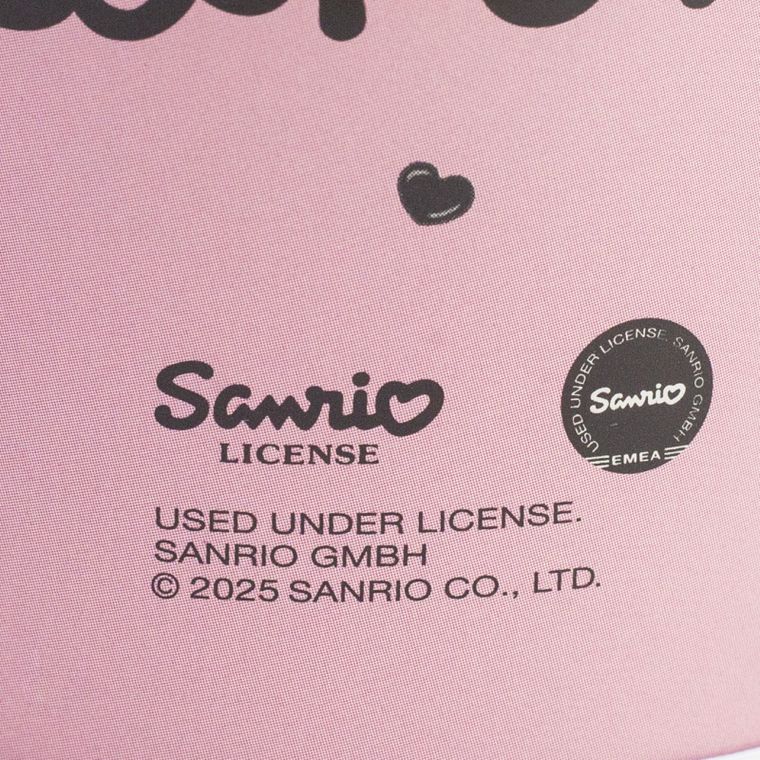 Sanrio
LICENSE
USED UNDER LICENSE.
SANRIO GMBH
© 2025 SANRIO CO., LTD.
USED UNDER LICENSE. SANRIO GMBH
Sanrio
EMEA